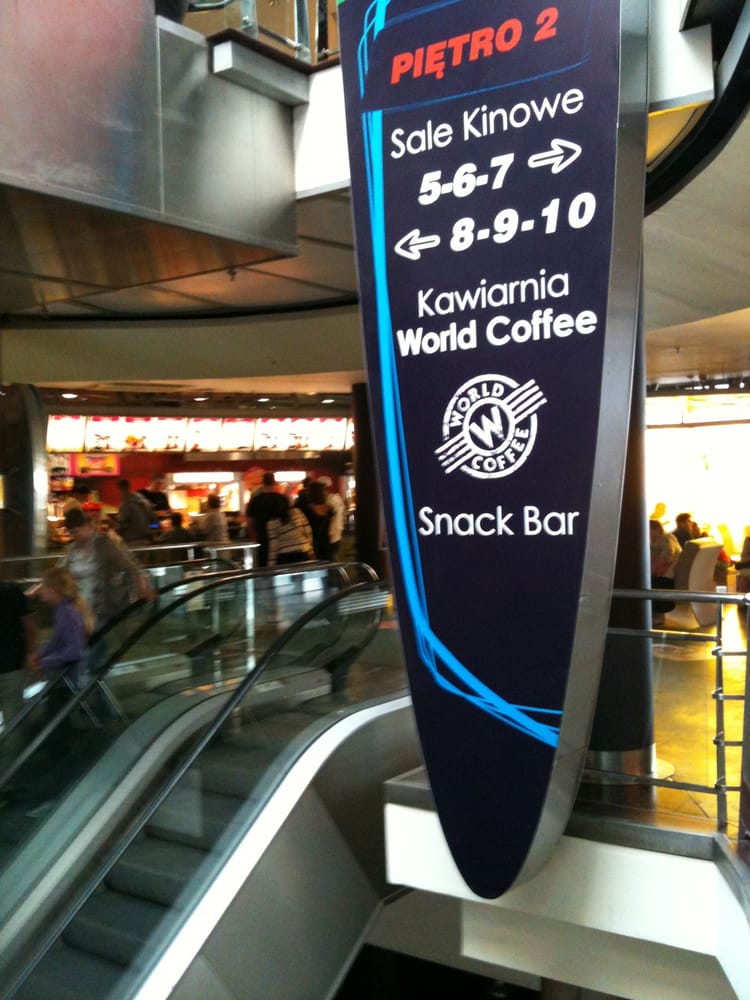 PIĘTRO 2
Sale Kinowe
5-6-7 ⇨
⇦ 8-9-10
Kawiarnia
World Coffee
WORLD
W
COFFEE
Snack Bar